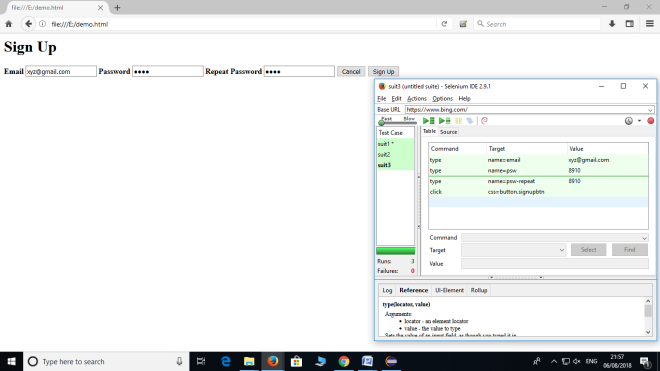 file:///E:/demo.html
file:///E:/demo.html
Search
Sign Up
Email xyz@gmail.com Password •••• Repeat Password •••• Cancel Sign Up
suit3 (untitled suite) - Selenium IDE 2.9.1
File Edit Actions Options Help
Base URL https://www.bing.com/
Fast Slow
Table Source
Test Case
suit1 *
suit2
suit3
Command Target Value
type name=email xyz@gmail.com
type name=psw 8910
type name=psw-repeat 8910
click css=button.signupbtn
Command
Target Select Find
Value
Runs: 3
Failures: 0
Log Reference UI-Element Rollup
type(locator, value)
Arguments:
• locator - an element locator
• value - the value to type
Sets the value of an input field, as though you typed it in.
Type here to search
ENG
21:57
06/08/2018